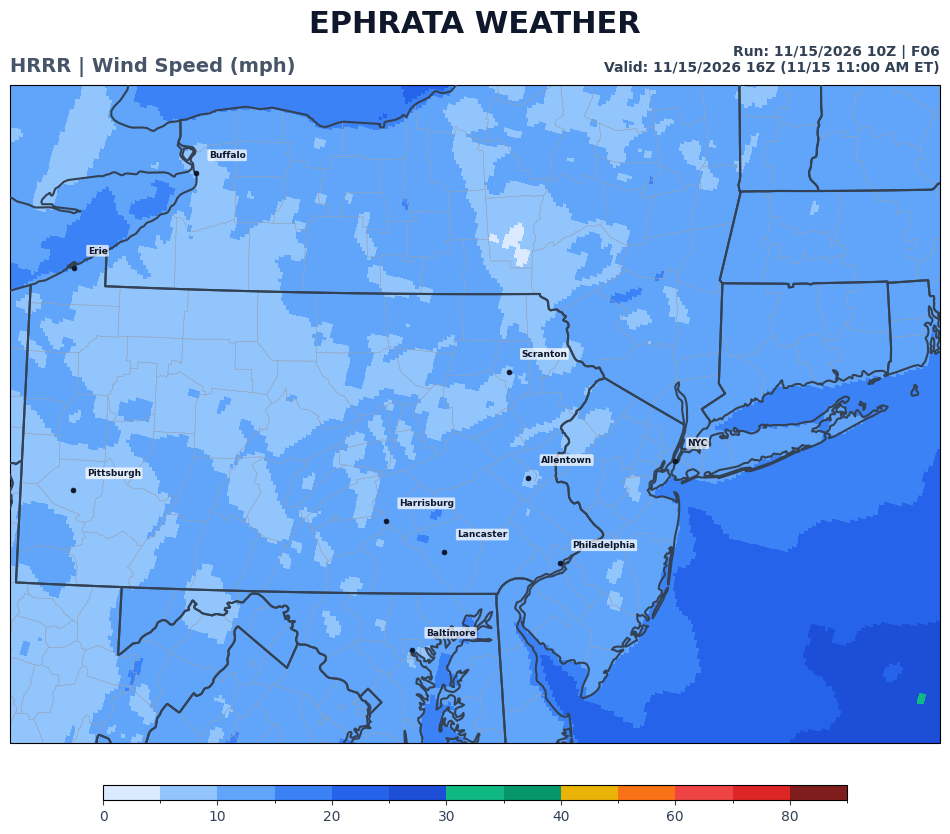 EPHRATA WEATHER
HRRR | Wind Speed (mph)
Run: 11/15/2026 10Z | F06
Valid: 11/15/2026 16Z (11/15 11:00 AM ET)
Buffalo
Erie
Scranton
NYC
Allentown
Pittsburgh
Harrisburg
Lancaster
Philadelphia
Baltimore
0 10 20 30 40 50 60 70 80